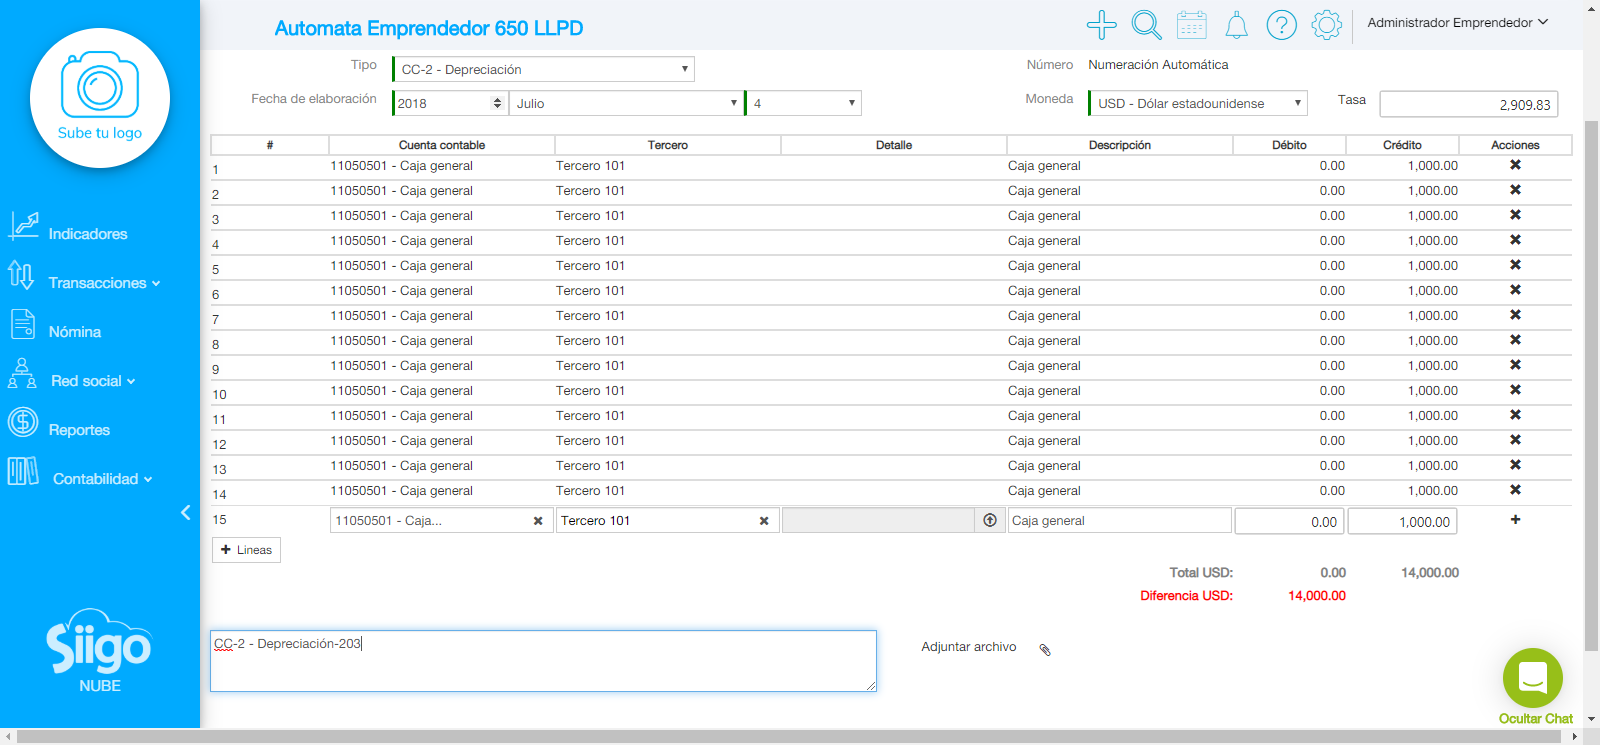 Automata Emprendedor 650 LLPD
Administrador Emprendedor
Sube tu logo
Indicadores
Transacciones
Nómina
Red social
Reportes
Contabilidad
Siigo
NUBE
Tipo CC-2 - Depreciación Número Numeración Automática
Fecha de elaboración 2018 Julio 4 Moneda USD - Dólar estadounidense Tasa 2,909.83
# Cuenta contable Tercero Detalle Descripción Débito Crédito Acciones
1 11050501 - Caja general Tercero 101 Caja general 0.00 1,000.00
2 11050501 - Caja general Tercero 101 Caja general 0.00 1,000.00
3 11050501 - Caja general Tercero 101 Caja general 0.00 1,000.00
4 11050501 - Caja general Tercero 101 Caja general 0.00 1,000.00
5 11050501 - Caja general Tercero 101 Caja general 0.00 1,000.00
6 11050501 - Caja general Tercero 101 Caja general 0.00 1,000.00
7 11050501 - Caja general Tercero 101 Caja general 0.00 1,000.00
8 11050501 - Caja general Tercero 101 Caja general 0.00 1,000.00
9 11050501 - Caja general Tercero 101 Caja general 0.00 1,000.00
10 11050501 - Caja general Tercero 101 Caja general 0.00 1,000.00
11 11050501 - Caja general Tercero 101 Caja general 0.00 1,000.00
12 11050501 - Caja general Tercero 101 Caja general 0.00 1,000.00
13 11050501 - Caja general Tercero 101 Caja general 0.00 1,000.00
14 11050501 - Caja general Tercero 101 Caja general 0.00 1,000.00
15 11050501 - Caja... Tercero 101 Caja general 0.00 1,000.00
+ Lineas
Total USD: 0.00 14,000.00
Diferencia USD: 14,000.00
CC-2 - Depreciación-203
Adjuntar archivo
Ocultar Chat